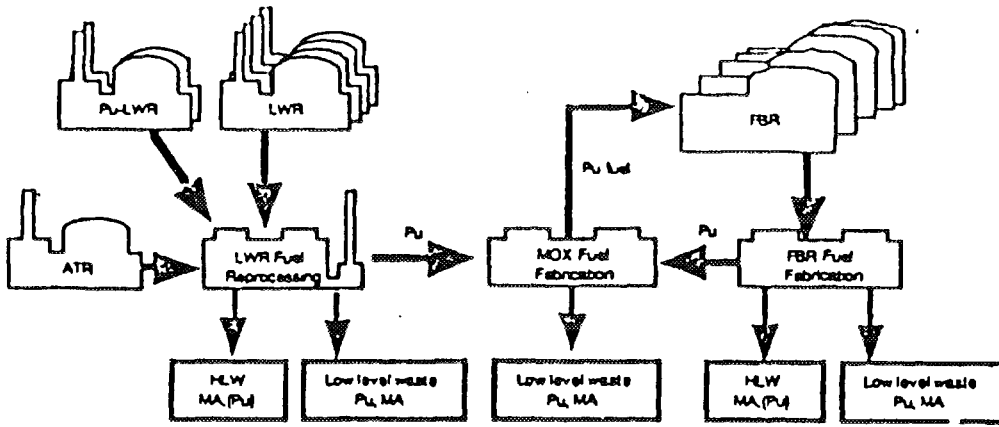 Pu-LWR
LWR
FBR
Pu fuel
ATR
LWR Fuel
Reprocessing
Pu
MOX Fuel
Fabrication
Pu
FBR Fuel
Fabrication
HLW
MA (Pu)
Low level waste
Pu, MA
Low level waste
Pu, MA
HLW
MA (Pu)
Low level waste
Pu, MA